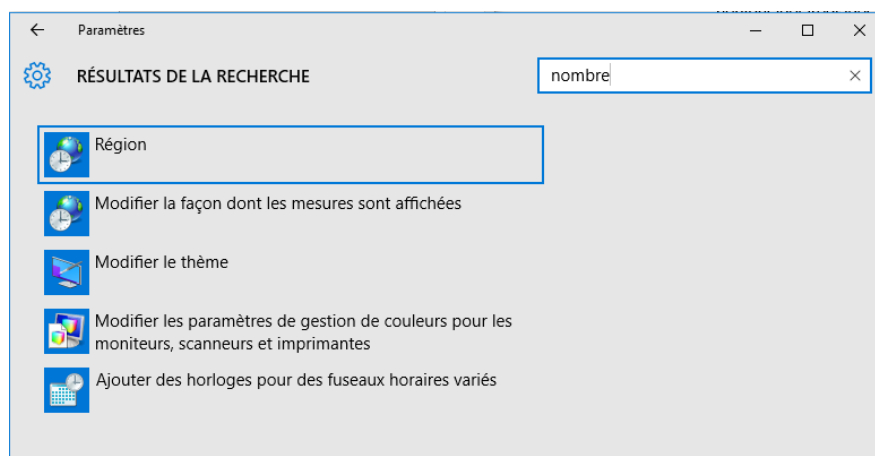 Paramètres
RÉSULTATS DE LA RECHERCHE
nombre
Région
Modifier la façon dont les mesures sont affichées
Modifier le thème
Modifier les paramètres de gestion de couleurs pour les
moniteurs, scanneurs et imprimantes
Ajouter des horloges pour des fuseaux horaires variés